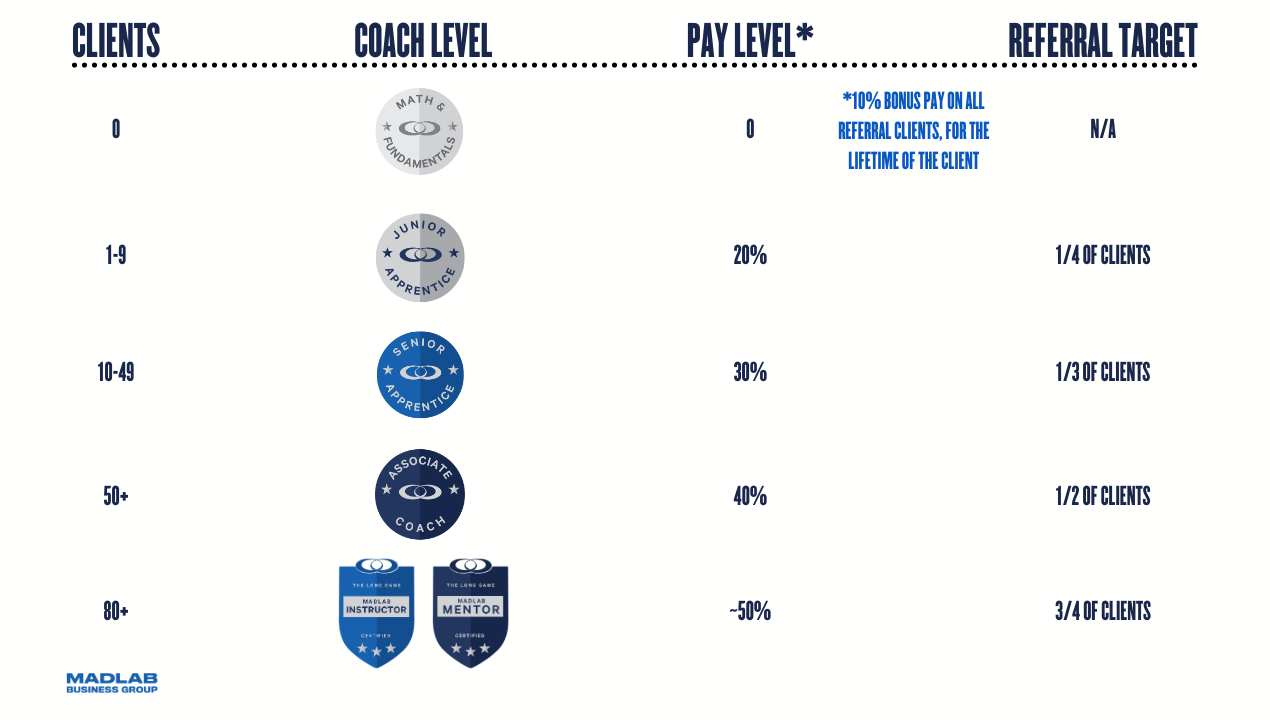 CLIENTS COACH LEVEL PAY LEVEL* REFERRAL TARGET
0 MATH & FUNDAMENTALS 0 N/A
*10% BONUS PAY ON ALL
REFERRAL CLIENTS, FOR THE
LIFETIME OF THE CLIENT
1-9 JUNIOR APPRENTICE 20% 1/4 OF CLIENTS
10-49 SENIOR APPRENTICE 30% 1/3 OF CLIENTS
50+ ASSOCIATE COACH 40% 1/2 OF CLIENTS
80+ ~50% 3/4 OF CLIENTS
THE LONG GAME
MADLAB
INSTRUCTOR
CERTIFIED
THE LONG GAME
MADLAB
MENTOR
CERTIFIED
MADLAB
BUSINESS GROUP